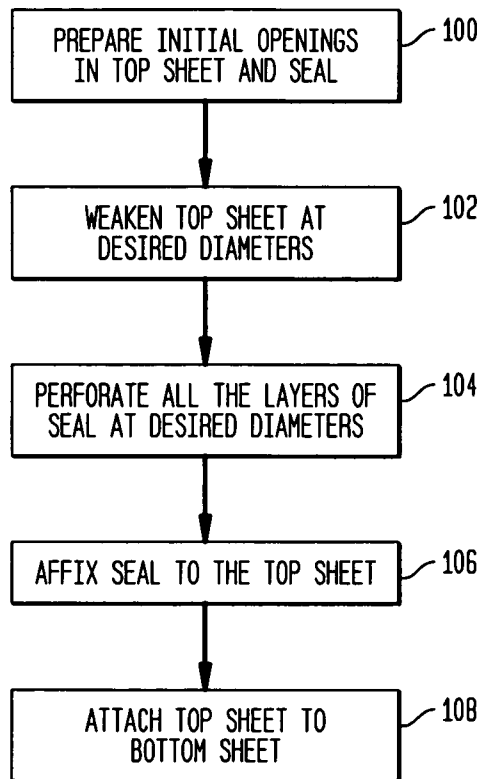 PREPARE INITIAL OPENINGS
IN TOP SHEET AND SEAL
100
WEAKEN TOP SHEET AT
DESIRED DIAMETERS
102
PERFORATE ALL THE LAYERS OF
SEAL AT DESIRED DIAMETERS
104
AFFIX SEAL TO THE TOP SHEET
106
ATTACH TOP SHEET TO
BOTTOM SHEET
108